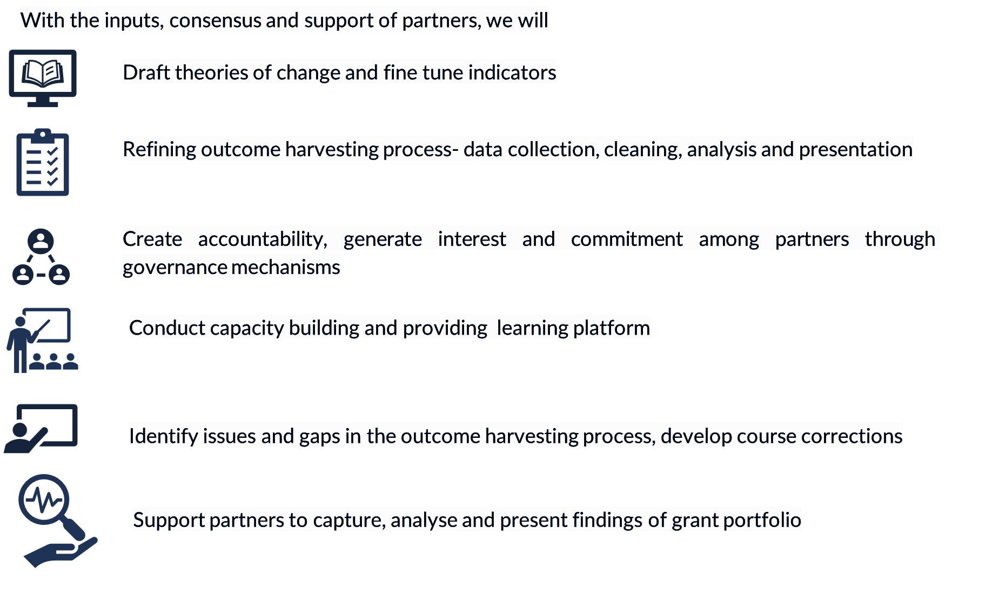 With the inputs, consensus and support of partners, we will
Draft theories of change and fine tune indicators
Refining outcome harvesting process- data collection, cleaning, analysis and presentation
Create accountability, generate interest and commitment among partners through
governance mechanisms
Conduct capacity building and providing  learning platform
Identify issues and gaps in the outcome harvesting process, develop course corrections
Support partners to capture, analyse and present findings of grant portfolio